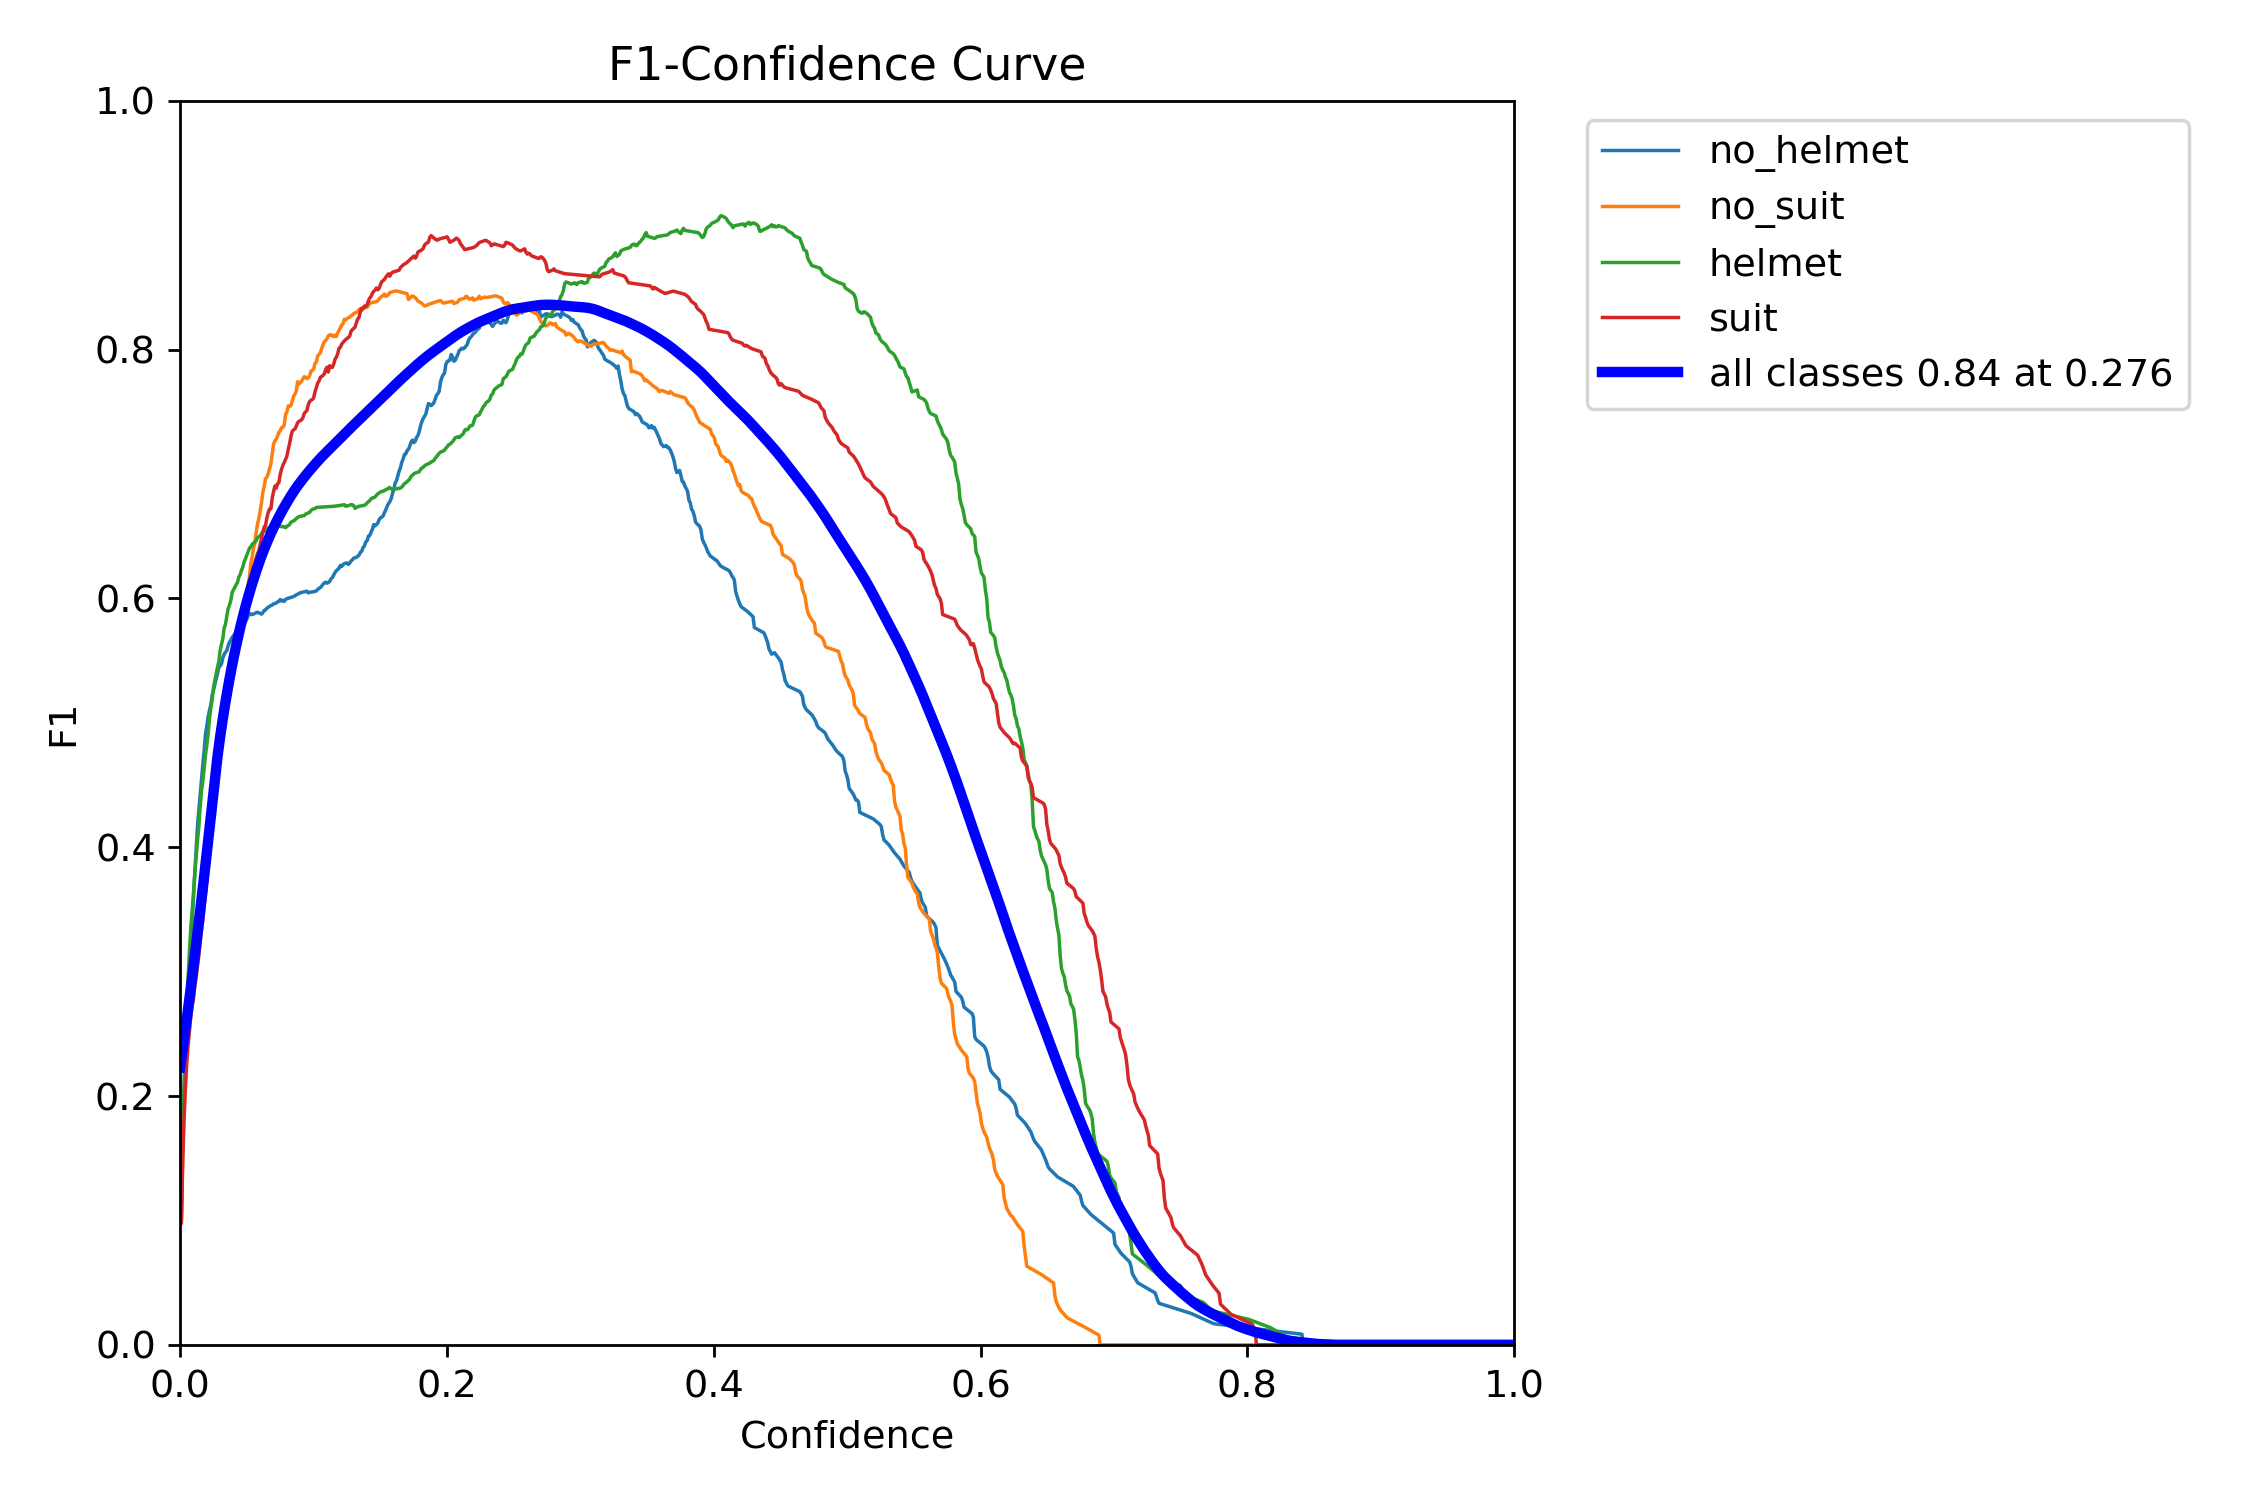 F1-Confidence Curve
1.0
0.8
0.6
0.4
0.2
0.0
F1
0.0 0.2 0.4 0.6 0.8 1.0
Confidence
no_helmet
no_suit
helmet
suit
all classes 0.84 at 0.276